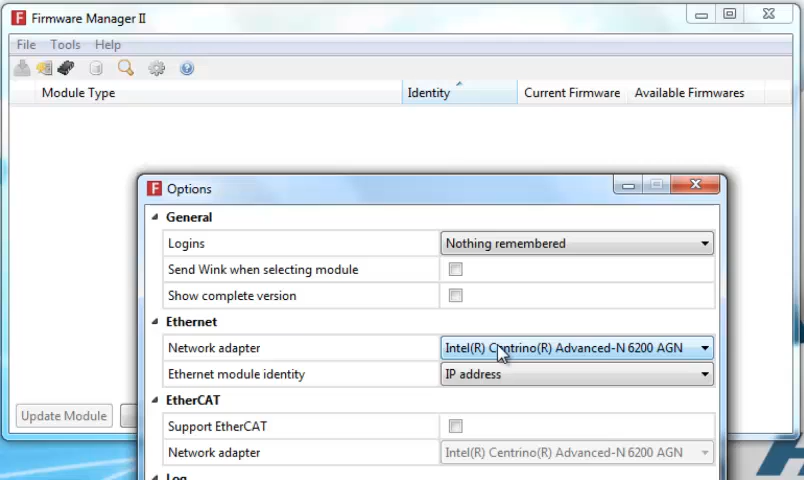 Firmware Manager II
File Tools Help
Module Type Identity Current Firmware Available Firmwares
Options
General
Logins Nothing remembered
Send Wink when selecting module
Show complete version
Ethernet
Network adapter Intel(R) Centrino(R) Advanced-N 6200 AGN
Ethernet module identity IP address
EtherCAT
Update Module
Support EtherCAT
Network adapter Intel(R) Centrino(R) Advanced-N 6200 AGN
Log